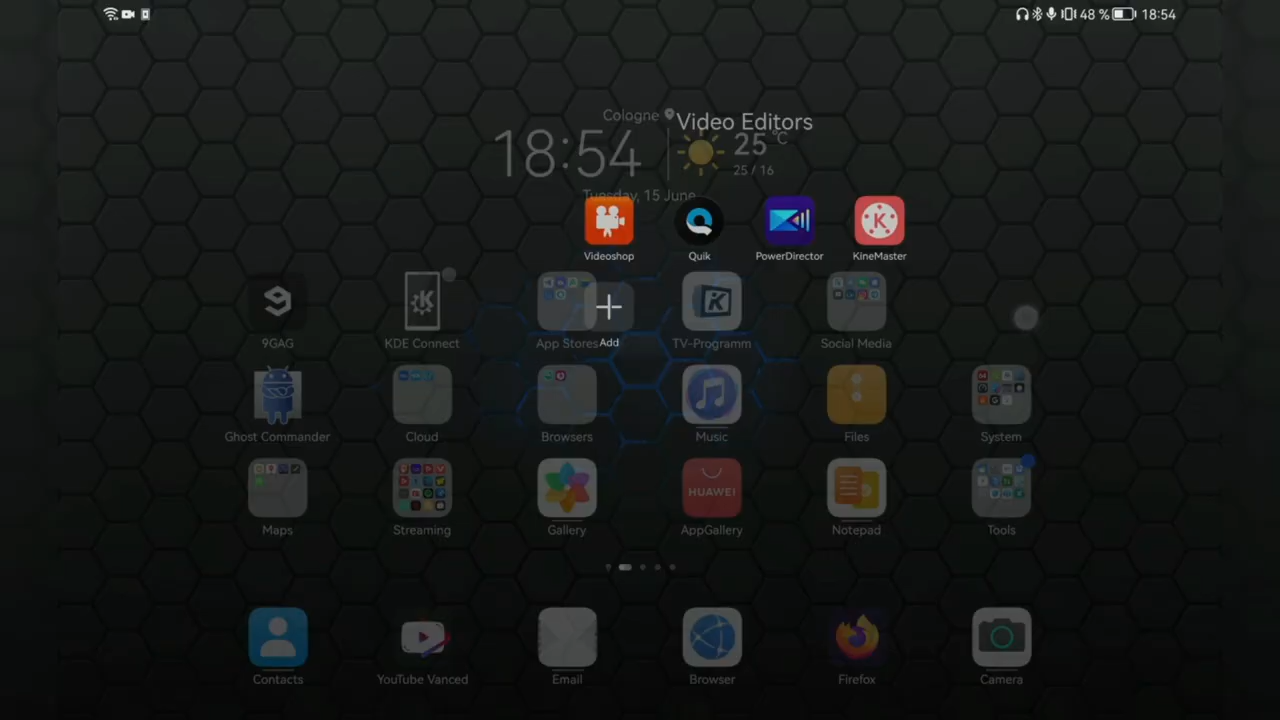 48 % 18:54
Cologne
Video Editors
18:54
25 °C
25 / 16
Tuesday, 15 June
Videoshop Quik PowerDirector KineMaster
9GAG KDE Connect App Stores Add TV-Programm Social Media
Ghost Commander Cloud Browsers Music Files System
HUAWEI
Maps Streaming Gallery AppGallery Notepad Tools
Contacts YouTube Vanced Email Browser Firefox Camera